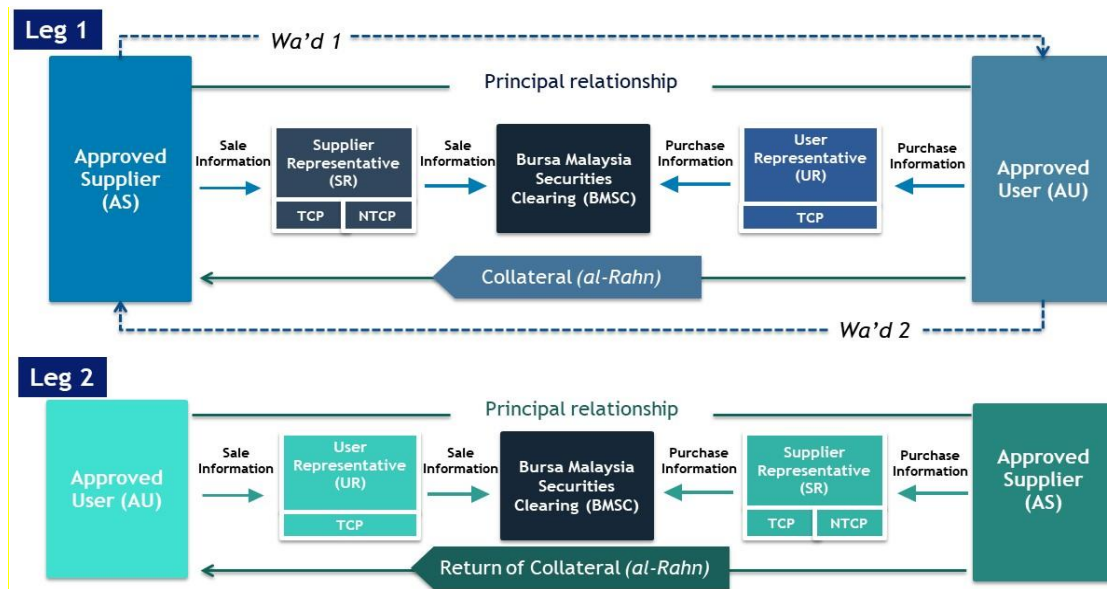 Leg 1
Wa'd 1
Principal relationship
Approved
Supplier
(AS)
Sale
Information
Supplier
Representative
(SR)
TCP
NTCP
Sale
Information
Bursa Malaysia
Securities
Clearing (BMSC)
Purchase
Information
User
Representative
(UR)
TCP
Purchase
Information
Approved
User (AU)
Collateral (al-Rahn)
Wa'd 2
Leg 2
Principal relationship
Approved
User (AU)
Sale
Information
User
Representative
(UR)
TCP
Sale
Information
Bursa Malaysia
Securities
Clearing (BMSC)
Purchase
Information
Supplier
Representative
(SR)
TCP
NTCP
Purchase
Information
Approved
Supplier
(AS)
Return of Collateral (al-Rahn)